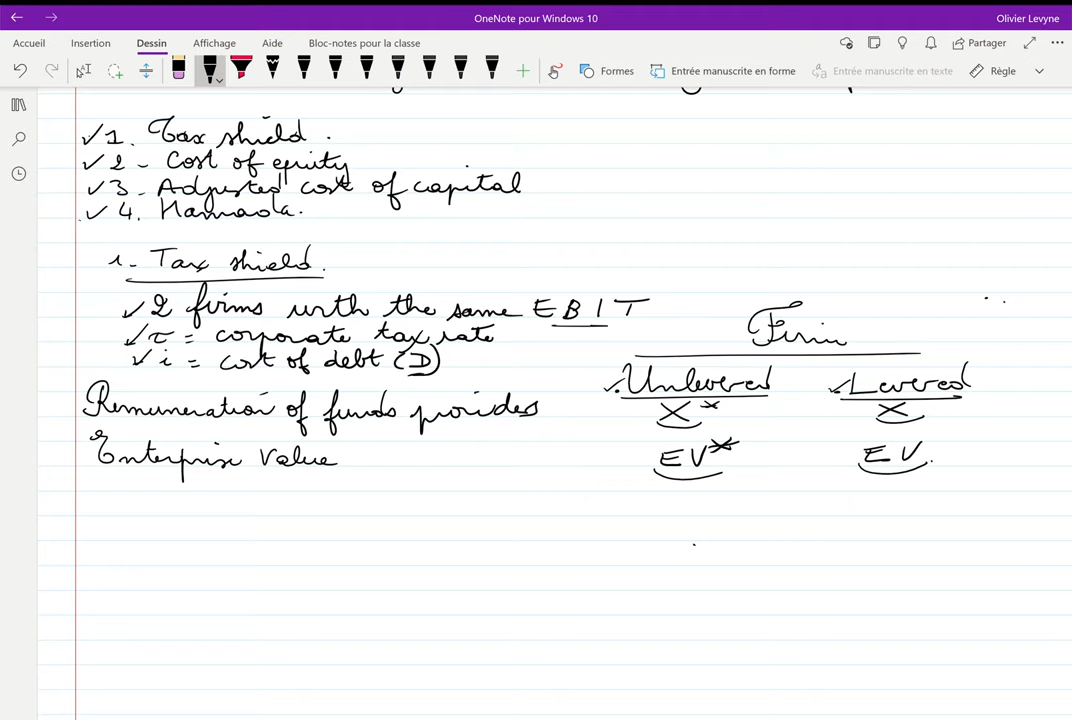 OneNote pour Windows 10
Olivier Levyne
Accueil Insertion Dessin Affichage Aide Bloc-notes pour la classe
Partager
Formes Entrée manuscrite en forme Entrée manuscrite en texte Règle
✓1. Tax shield.
✓2 - Cost of equity
✓3 - Adjusted cost of capital
✓4. Hamada.
1 - Tax shield.
✓2 firms with the same EBIT
✓τ = corporate tax rate
✓i = cost of debt (D)
Firm
✓Unlevered ✓Levered
Remuneration of funds provides X* X
Enterprise Value EV* EV.